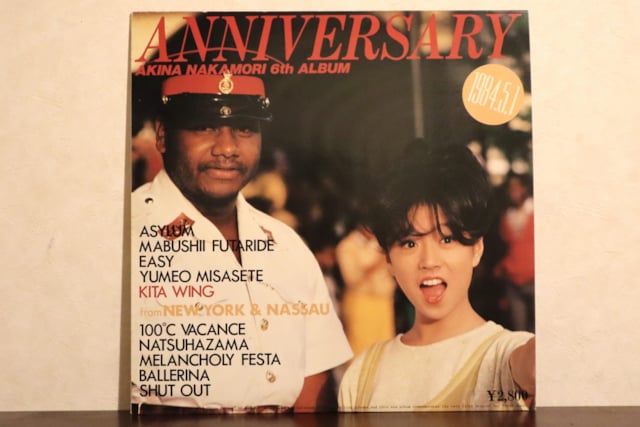 ANNIVERSARY
AKINA NAKAMORI 6th ALBUM
1984.5.1
ASYLUM
MABUSHII FUTARIDE
EASY
YUMEO MISASETE
KITA WING
from NEW YORK & NASSAU
100°C VACANCE
NATSUHAZAMA
MELANCHOLY FESTA
BALLERINA
SHUT OUT
¥2,800